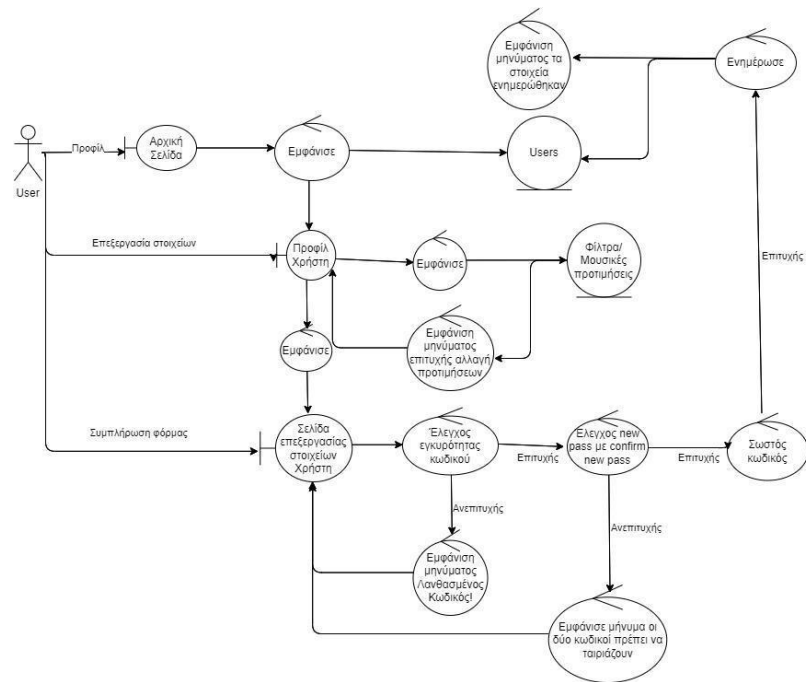 Εμφάνιση
μηνύματος τα
στοιχεία
ενημερώθηκαν
Ενημέρωσε
User
Προφίλ
Αρχική
Σελίδα
Εμφάνισε
Users
Επεξεργασία στοιχείων
Προφίλ
Χρήστη
Εμφάνισε
Φίλτρα/
Μουσικές
προτιμήσεις
Επιτυχής
Εμφάνισε
Εμφάνιση
μηνύματος
επιτυχής αλλαγή
προτιμήσεων
Συμπλήρωση φόρμας
Σελίδα
επεξεργασίας
στοιχείων
Χρήστη
Έλεγχος
εγκυρότητας
κωδικού
Επιτυχής
Έλεγχος new
pass με confirm
new pass
Επιτυχής
Σωστός
κωδικός
Ανεπιτυχής
Ανεπιτυχής
Εμφάνιση
μηνύματος
Λανθασμένος
Κωδικός!
Εμφάνισε μήνυμα οι
δύο κωδικοί πρέπει να
ταιριάζουν